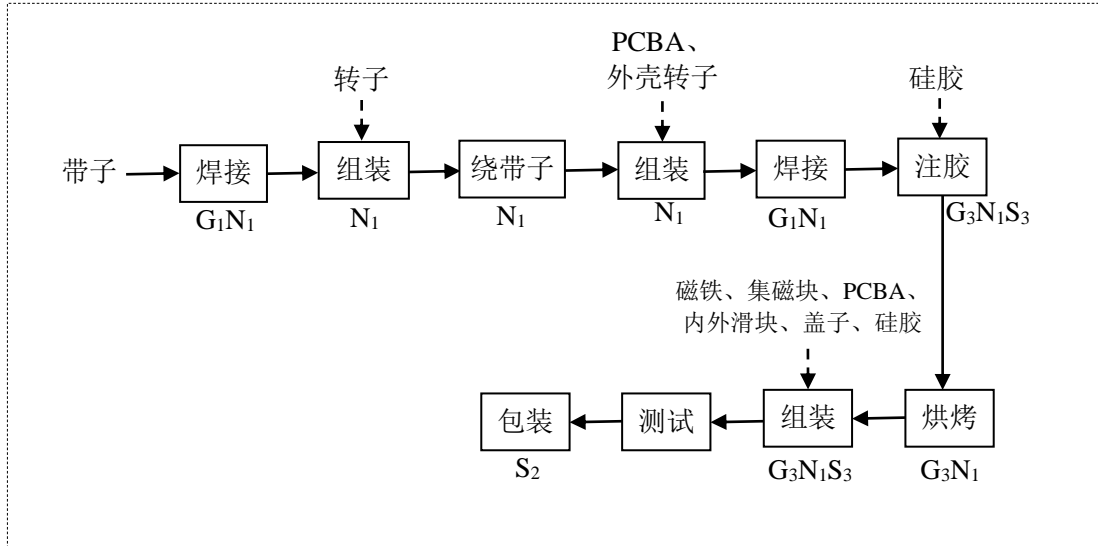 PCBA、
外壳转子
转子
硅胶
带子
焊接
组装
绕带子
组装
焊接
注胶
G₁N₁
N₁
N₁
N₁
G₁N₁
G₃N₁S₃
磁铁、集磁块、PCBA、
内外滑块、盖子、硅胶
包装
测试
组装
烘烤
S₂
G₃N₁S₃
G₃N₁